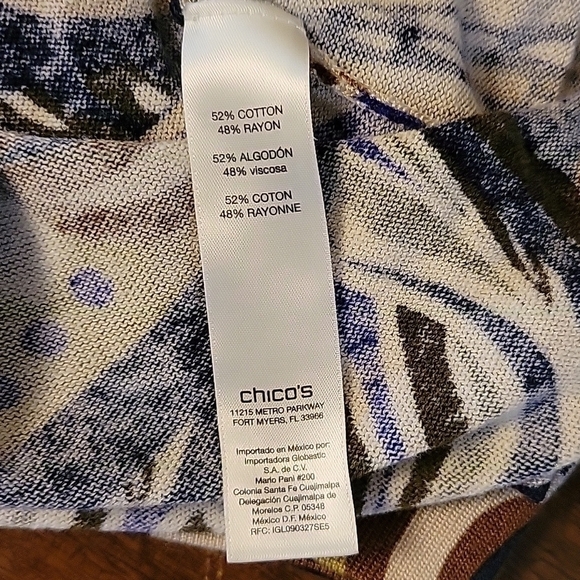 52% COTTON
48% RAYON
52% ALGODÓN
48% viscosa
52% COTON
48% RAYONNE
chico's
11215 METRO PARKWAY
FORT MYERS, FL 33966
Importado en México por:
Importadora Globastic
S.A. de C.V.
Mario Pani #200
Colonia Santa Fe Cuajimalpa
Delegación Cuajimalpa de
Morelos C.P. 05348
México D.F. México
RFC: IGL090327SE5